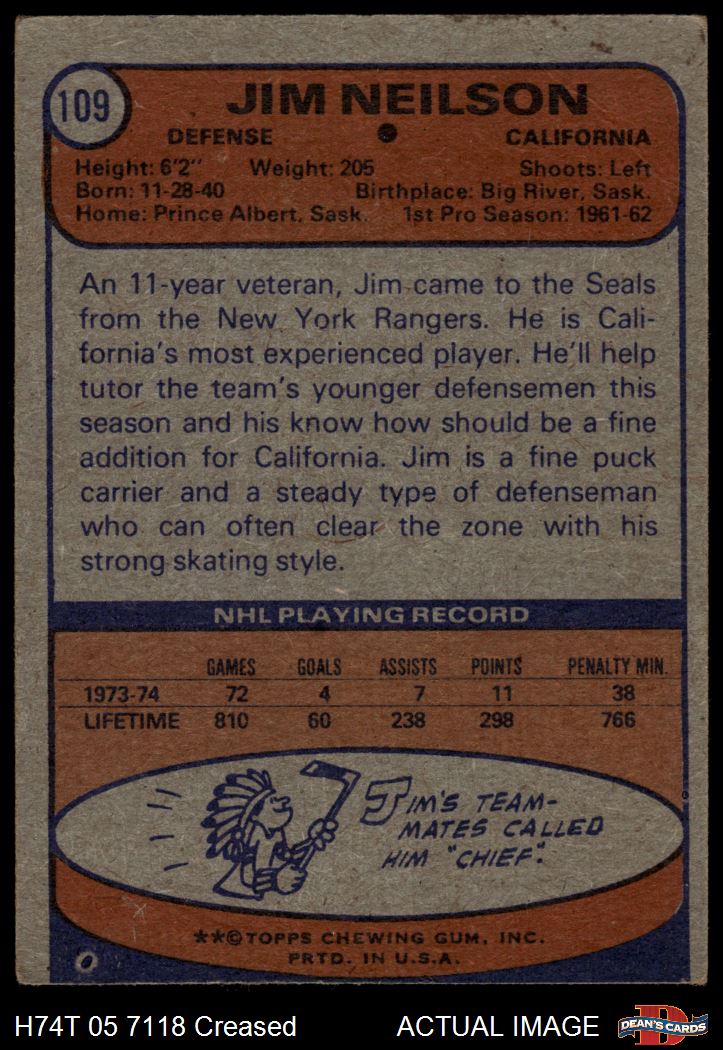 109
JIM NEILSON
DEFENSE ● CALIFORNIA
Height: 6'2" Weight: 205 Shoots: Left
Born: 11-28-40 Birthplace: Big River, Sask.
Home: Prince Albert, Sask. 1st Pro Season: 1961-62
An 11-year veteran, Jim came to the Seals
from the New York Rangers. He is Cali-
fornia's most experienced player. He'll help
tutor the team's younger defensemen this
season and his know how should be a fine
addition for California. Jim is a fine puck
carrier and a steady type of defenseman
who can often clear the zone with his
strong skating style.
NHL PLAYING RECORD
GAMES GOALS ASSISTS POINTS PENALTY MIN.
1973-74 72 4 7 11 38
LIFETIME 810 60 238 298 766
JIM'S TEAM-
MATES CALLED
HIM "CHIEF".
**©TOPPS CHEWING GUM, INC.
PRTD. IN U.S.A.
H74T 05 7118 Creased ACTUAL IMAGE
D
DEAN'S CARDS